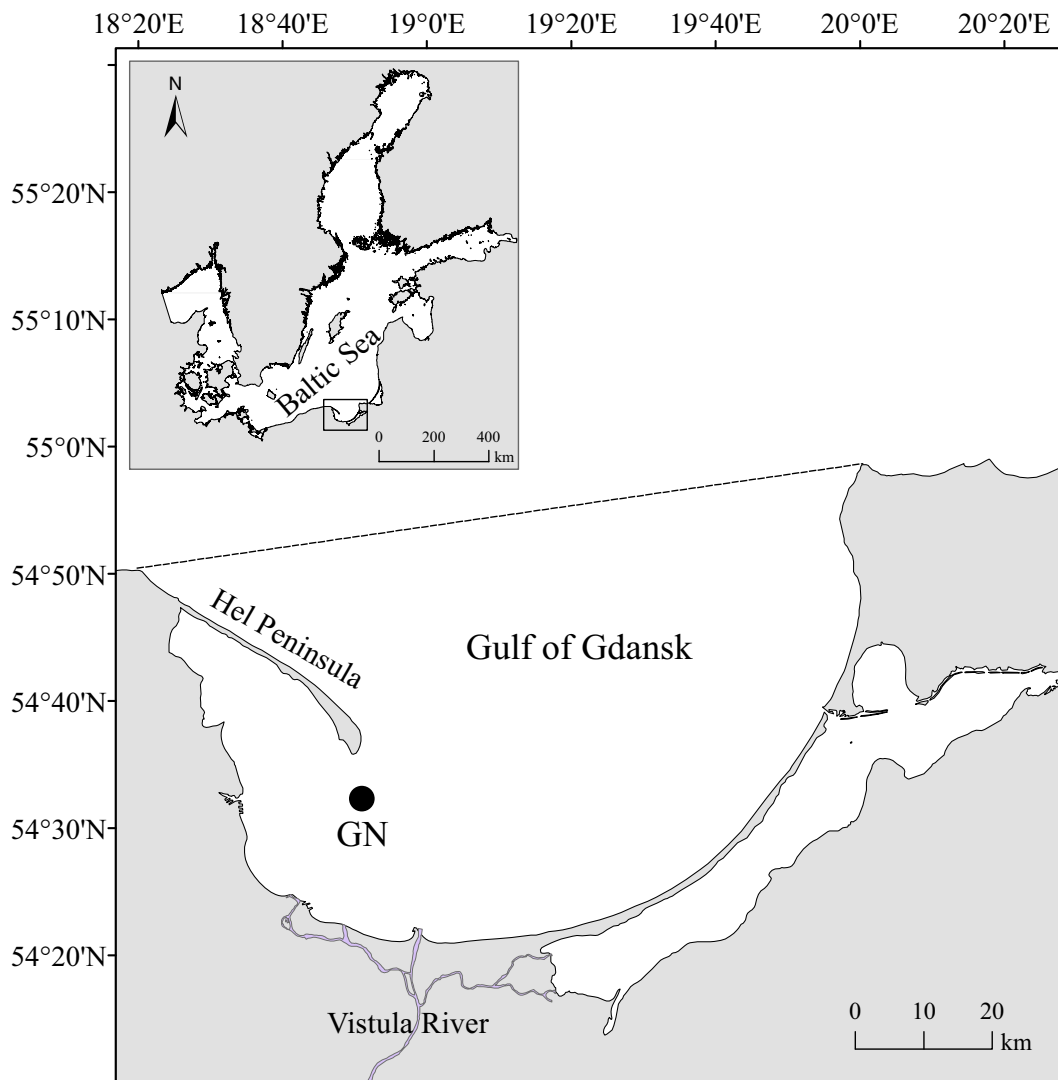 18°20'E 18°40'E 19°0'E 19°20'E 19°40'E 20°0'E 20°20'E
N
55°20'N
55°10'N
Baltic Sea
55°0'N
0 200 400
km
54°50'N
Hel Peninsula
Gulf of Gdansk
54°40'N
54°30'N
GN
54°20'N
Vistula River
0 10 20
km